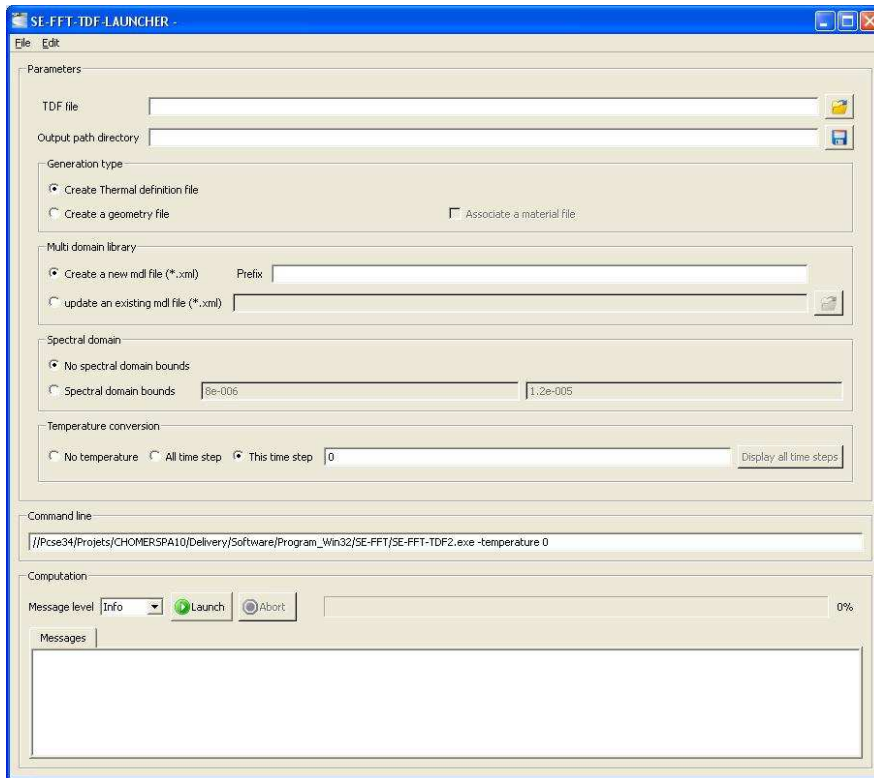 SE-FFT-TDF-LAUNCHER -
File Edit
Parameters
TDF file
Output path directory
Generation type
Create Thermal definition file
Create a geometry file Associate a material file
Multi domain library
Create a new mdl file (*.xml) Prefix
update an existing mdl file (*.xml)
Spectral domain
No spectral domain bounds
Spectral domain bounds 8e-006 1.2e-005
Temperature conversion
No temperature All time step This time step 0 Display all time steps
Command line
//Pcse34/Projets/CHOMERSPA10/Delivery/Software/Program_Win32/SE-FFT/SE-FFT-TDF2.exe -temperature 0
Computation
Message level Info Launch Abort 0%
Messages